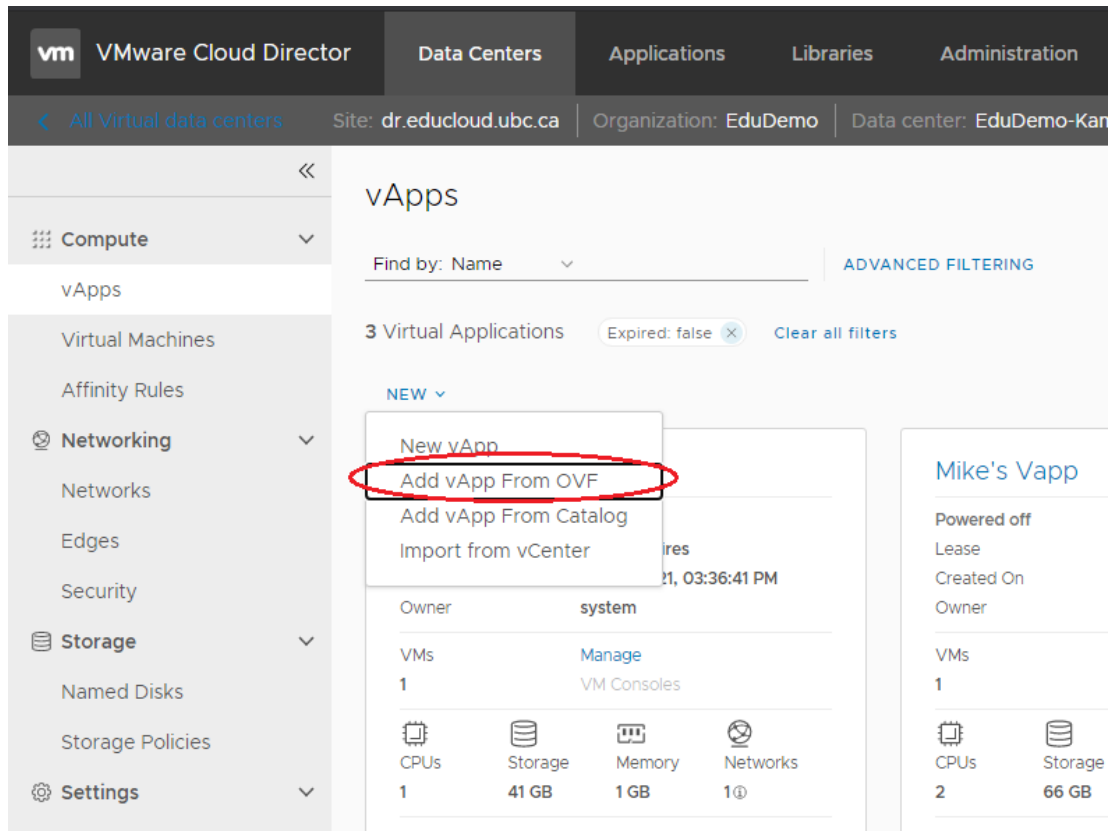 vm VMware Cloud Director Data Centers Applications Libraries Administration
All Virtual data centers Site: dr.educloud.ubc.ca Organization: EduDemo Data center: EduDemo-Kam
vApps
Compute
Find by: Name
ADVANCED FILTERING
vApps
3 Virtual Applications Expired: false Clear all filters
Virtual Machines
Affinity Rules
NEW
Networking
New vApp
Add vApp From OVF
Add vApp From Catalog
Import from vCenter
Networks
Edges
Security
Storage
Named Disks
Storage Policies
Settings
ires
21, 03:36:41 PM
Owner system
VMs Manage
1 VM Consoles
CPUs Storage Memory Networks
1 41 GB 1 GB 1
Mike's Vapp
Powered off
Lease
Created On
Owner
VMs
1
CPUs Storage
2 66 GB